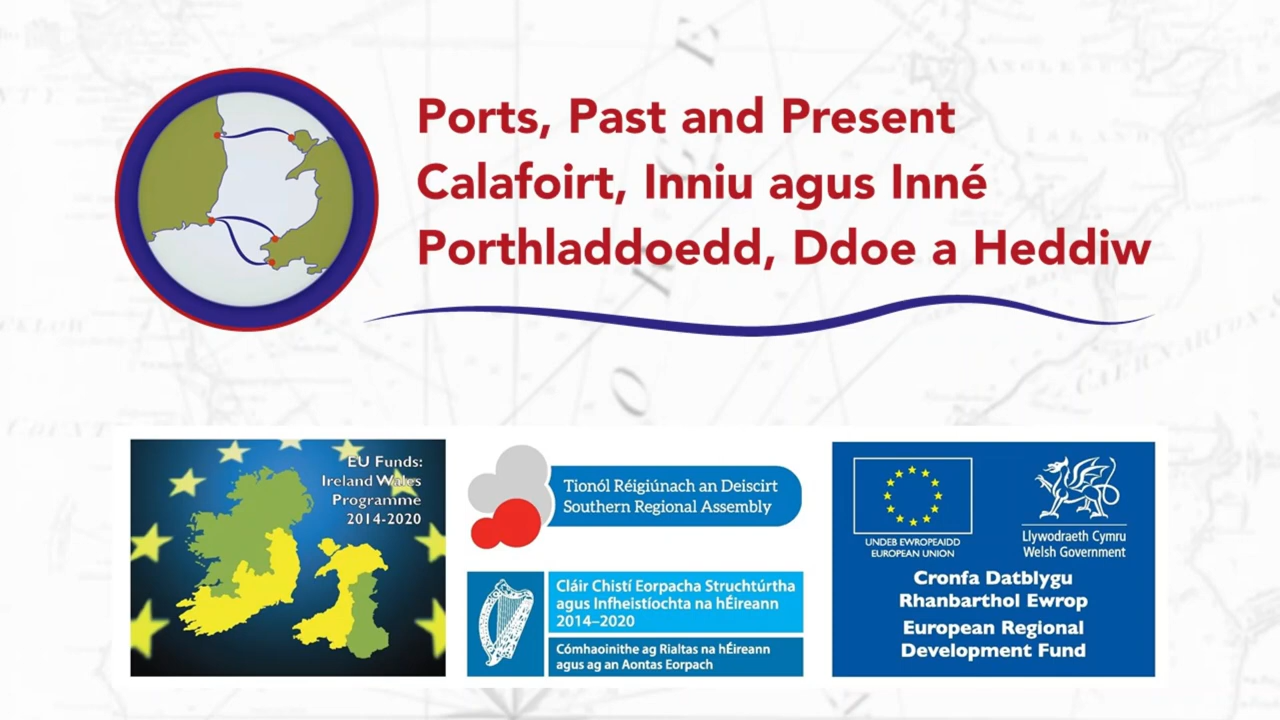 Ports, Past and Present
Calafoirt, Inniu agus Inné
Porthladdoedd, Ddoe a Heddiw
EU Funds:
Ireland Wales
Programme
2014-2020
Tionól Réigiúnach an Deiscirt
Southern Regional Assembly
Cláir Chistí Eorpacha Struchtúrtha
agus Infheistíochta na hÉireann
2014–2020
Cómhaoinithe ag Rialtas na hÉireann
agus ag an Aontas Eorpach
UNDEB EWROPEAIDD
EUROPEAN UNION
Llywodraeth Cymru
Welsh Government
Cronfa Datblygu
Rhanbarthol Ewrop
European Regional
Development Fund